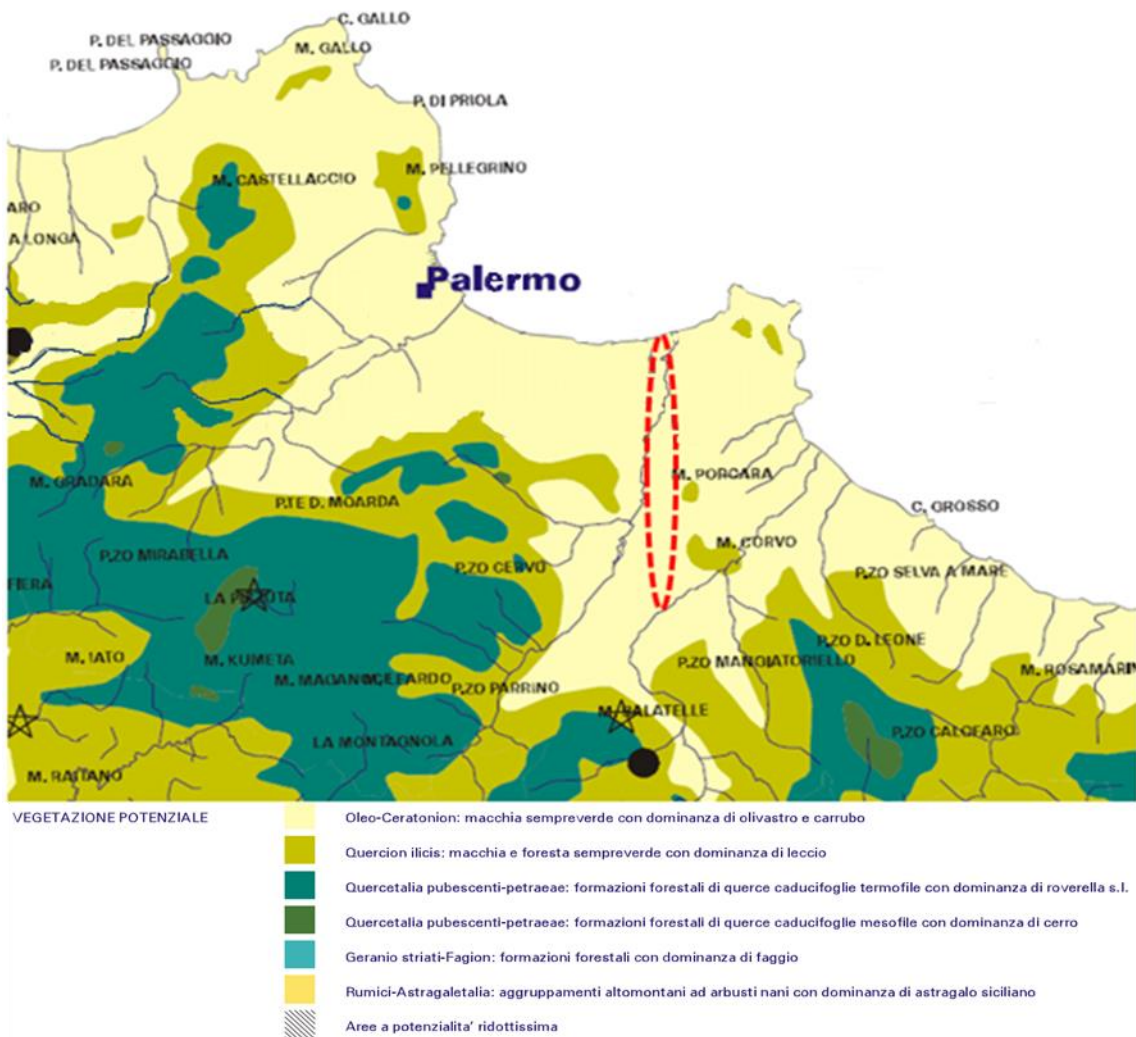 C. GALLO
P. DEL PASSAGGIO
M. GALLO
P. DEL PASSAGGIO
P. DI PRIOLA
M. PELLEGRINO
M. CASTELLACCIO
ARO
A LONGA
Palermo
M. GRADARA
M. PORCARA
P.TE D. MOARDA
C. GROSSO
M. CORVO
P.ZO MIRABELLA
P.ZO CERVO
P.ZO SELVA A MARE
FIERA
LA PIZZUTA
P.ZO D. LEONE
M. IATO
M. KUMETA
P.ZO MANGIATORIELLO
M. ROSAMARIN
P.ZO PARRINO
M. BALATELLE
P.ZO CALOFARO
LA MONTAGNOLA
M. RAITANO
VEGETAZIONE POTENZIALE
Oleo-Ceratonion: macchia sempreverde con dominanza di olivastro e carrubo
Quercion ilicis: macchia e foresta sempreverde con dominanza di leccio
Quercetalia pubescenti-petraeae: formazioni forestali di querce caducifoglie termofile con dominanza di roverella s.l.
Quercetalia pubescenti-petraeae: formazioni forestali di querce caducifoglie mesofile con dominanza di cerro
Geranio striati-Fagion: formazioni forestali con dominanza di faggio
Rumici-Astragaletalia: aggruppamenti altomontani ad arbusti nani con dominanza di astragalo siciliano
Aree a potenzialita' ridottissima